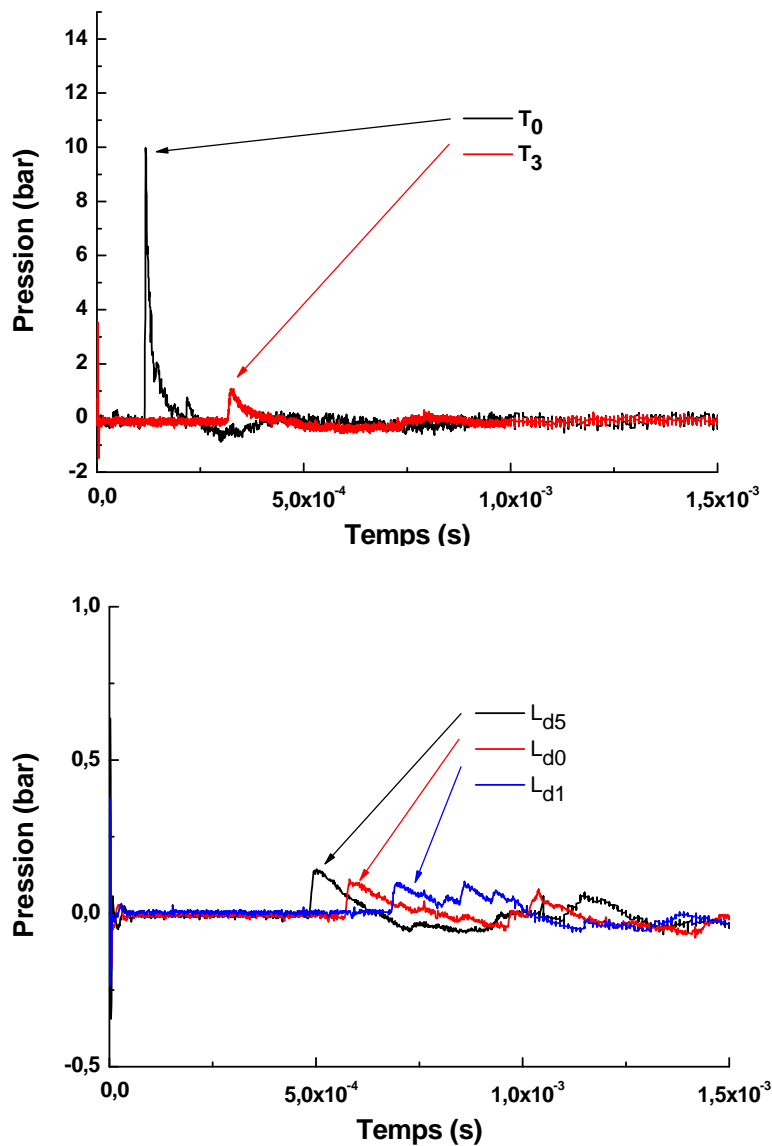 14
12
10
8
6
4
2
0
-2
Pression (bar)
T0
T3
0,0
5,0x10-4
1,0x10-3
1,5x10-3
Temps (s)
1,0
0,5
0,0
-0,5
Pression (bar)
Ld5
Ld0
Ld1
0,0
5,0x10-4
1,0x10-3
1,5x10-3
Temps (s)